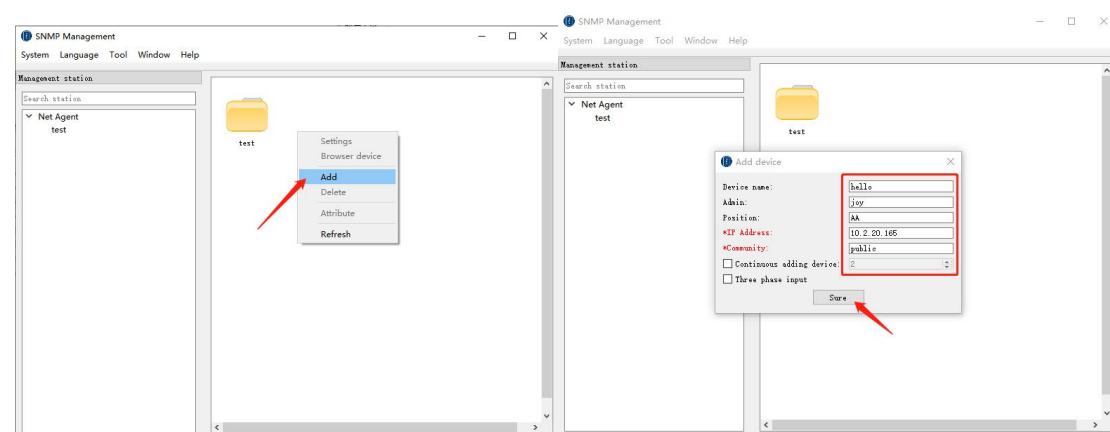 SNMP Management
System Language Tool Window Help
Management station
Search station
Net Agent
test
test
Settings
Browser device
Add
Delete
Attribute
Refresh
SNMP Management
System Language Tool Window Help
Management station
Search station
Net Agent
test
test
Add device
Device name: hello
Admin: joy
Position: AA
*IP Address: 10.2.20.165
*Community: public
Continuous adding device: 2
Three phase input
Sure